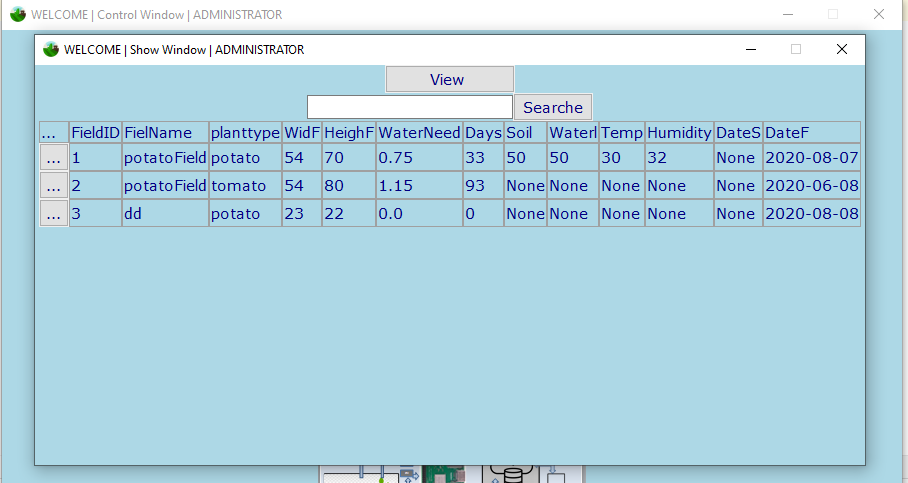 WELCOME | Control Window | ADMINISTRATOR
WELCOME | Show Window | ADMINISTRATOR
View
Searche
... FieldID FielName planttype WidF HeighF WaterNeed Days Soil Waterl Temp Humidity DateS DateF
... 1 potatoField potato 54 70 0.75 33 50 50 30 32 None 2020-08-07
... 2 potatoField tomato 54 80 1.15 93 None None None None None 2020-06-08
... 3 dd potato 23 22 0.0 0 None None None None None 2020-08-08